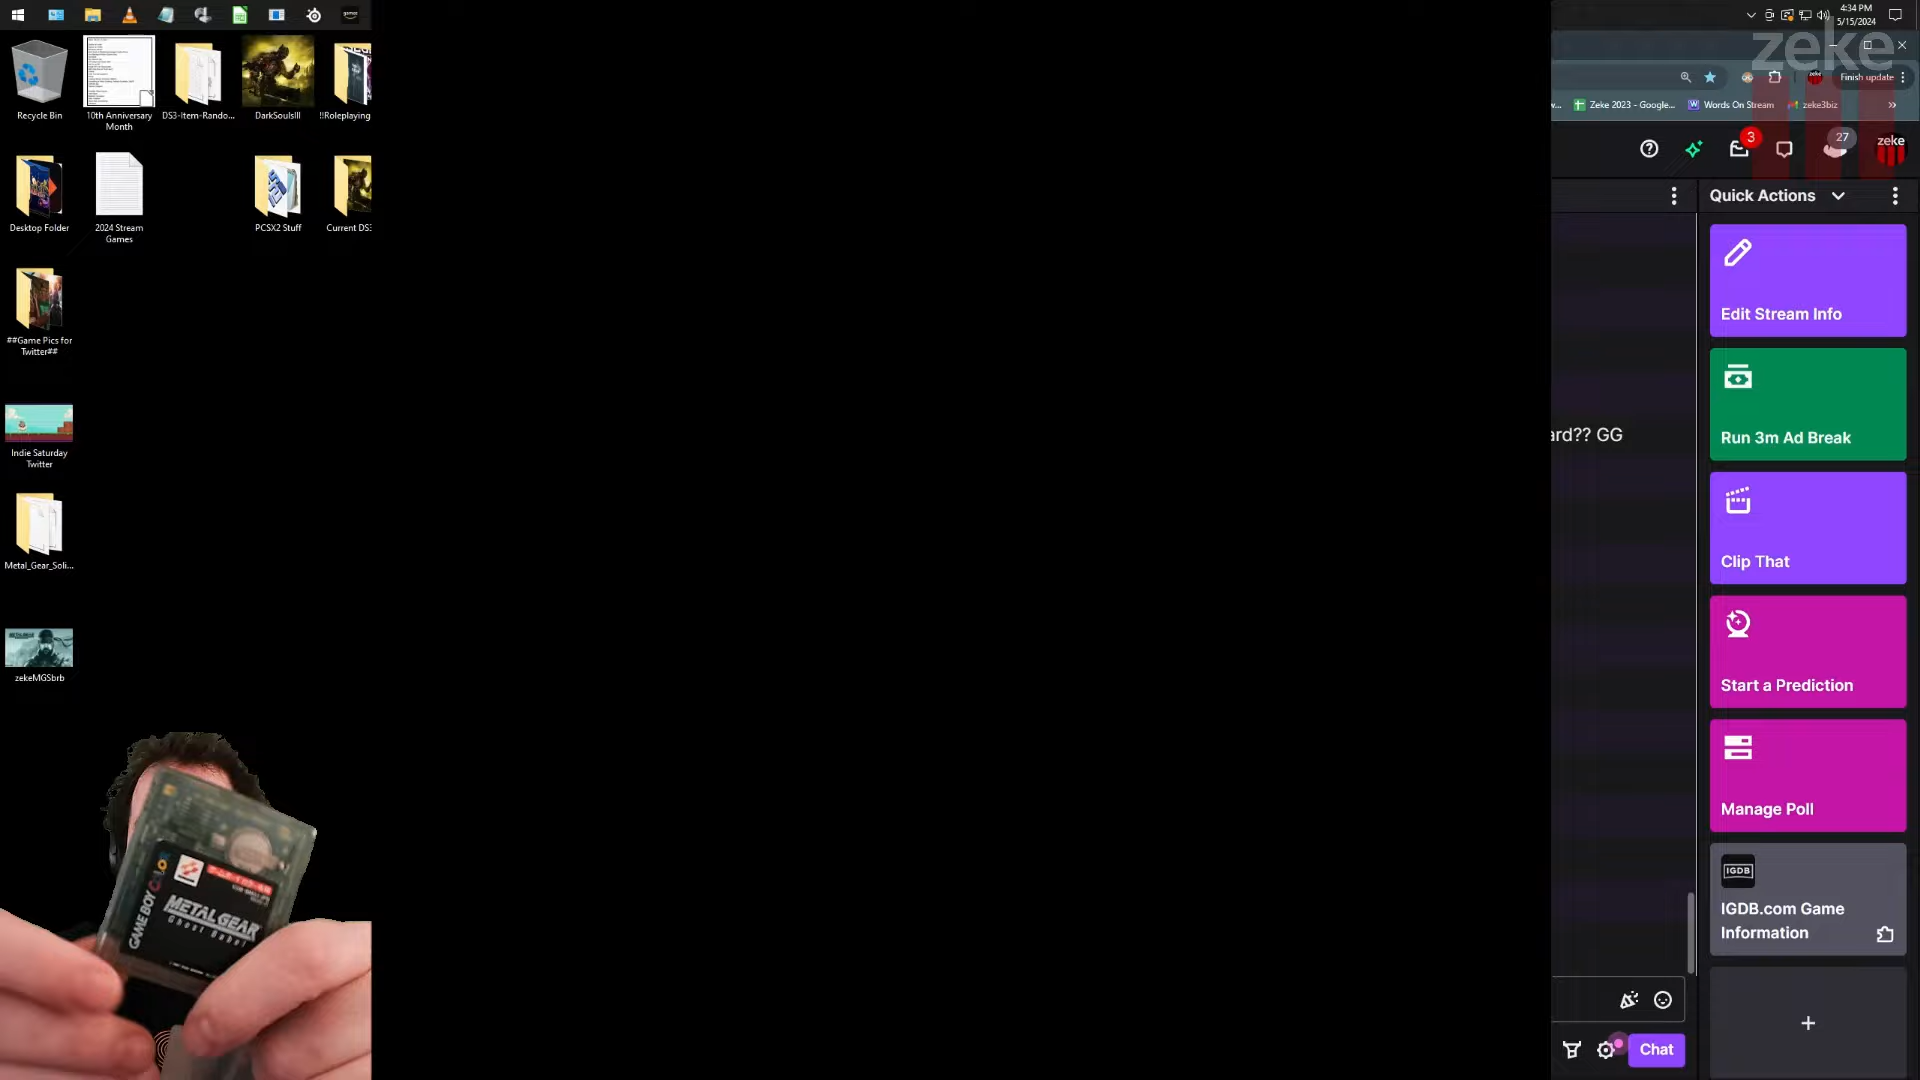 4:34 PM
5/15/2024
zeke
Finish update
Zeke 2023 - Google...
Words On Stream
zeke3biz
»
Recycle Bin
10th Anniversary
Month
DS3-Item-Rando...
DarkSoulsIII
!!Roleplaying
3
27
zeke
Quick Actions
Desktop Folder
2024 Stream
Games
PCSX2 Stuff
Current DS3
Edit Stream Info
##Game Pics for
Twitter##
Run 3m Ad Break
ard?? GG
Indie Saturday
Twitter
Clip That
Metal_Gear_Soli...
Start a Prediction
zekeMGSbrb
Manage Poll
GAME BOY COLOR
METAL GEAR
Ghost Babel
IGDB
IGDB.com Game
Information
+
Chat